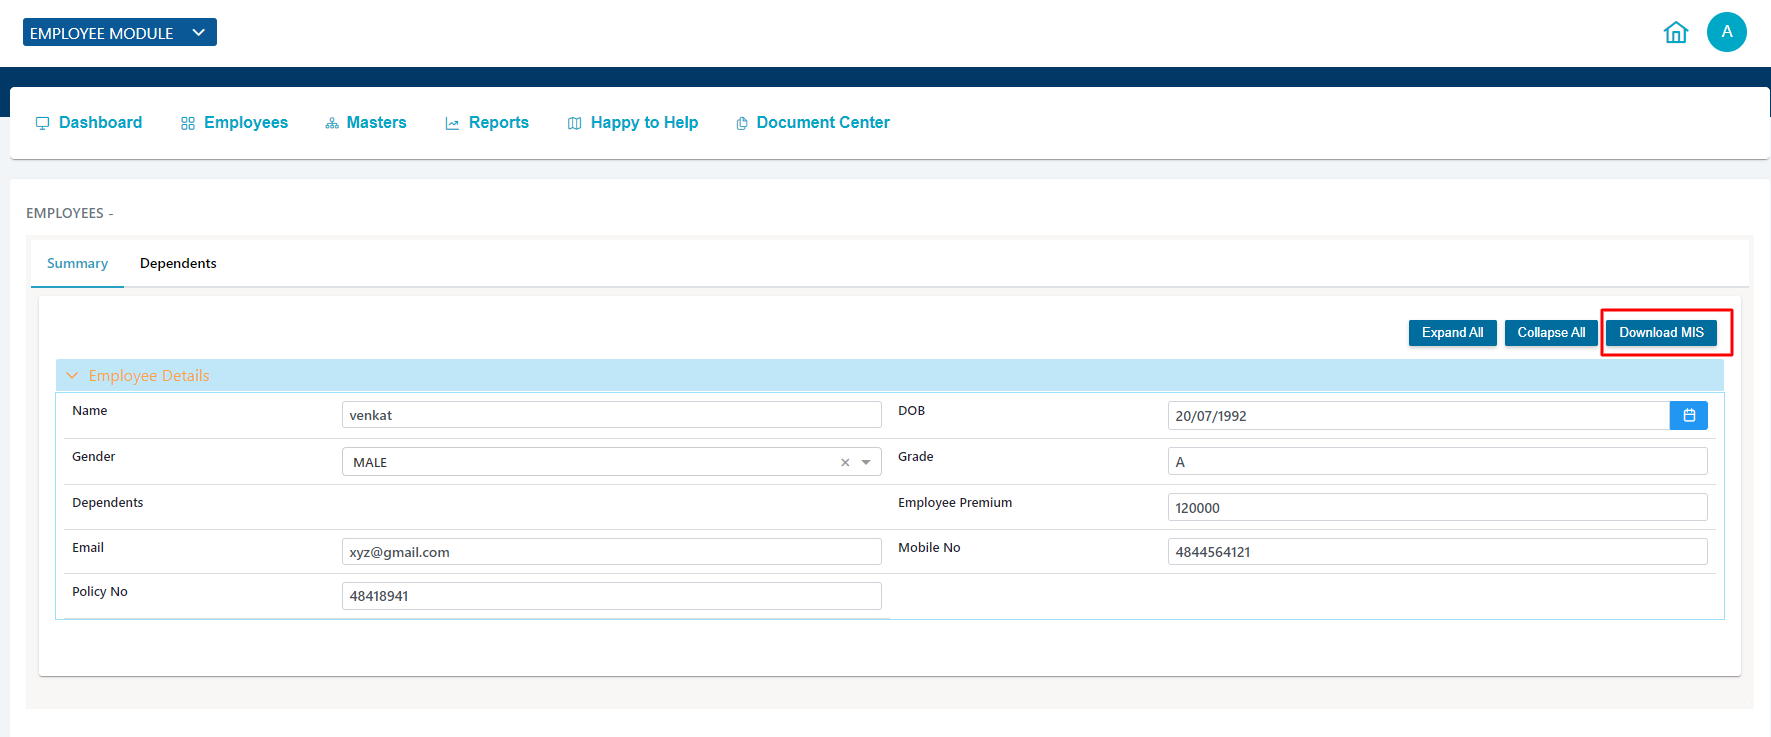 EMPLOYEE MODULE
A
Dashboard Employees Masters Reports Happy to Help Document Center
EMPLOYEES -
Summary Dependents
Expand All Collapse All Download MIS
Employee Details
Name venkat DOB 20/07/1992
Gender MALE Grade A
Dependents Employee Premium 120000
Email xyz@gmail.com Mobile No 4844564121
Policy No 48418941